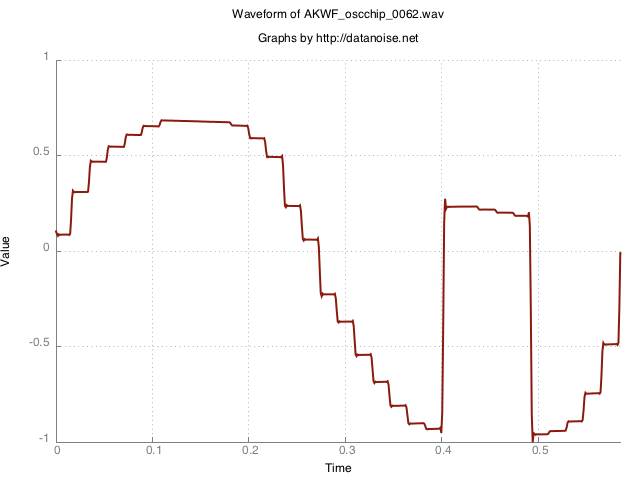 Waveform of AKWF_oscchip_0062.wav
Graphs by http://datanoise.net
1
0.5
0
-0.5
-1
Value
0
0.1
0.2
0.3
0.4
0.5
Time